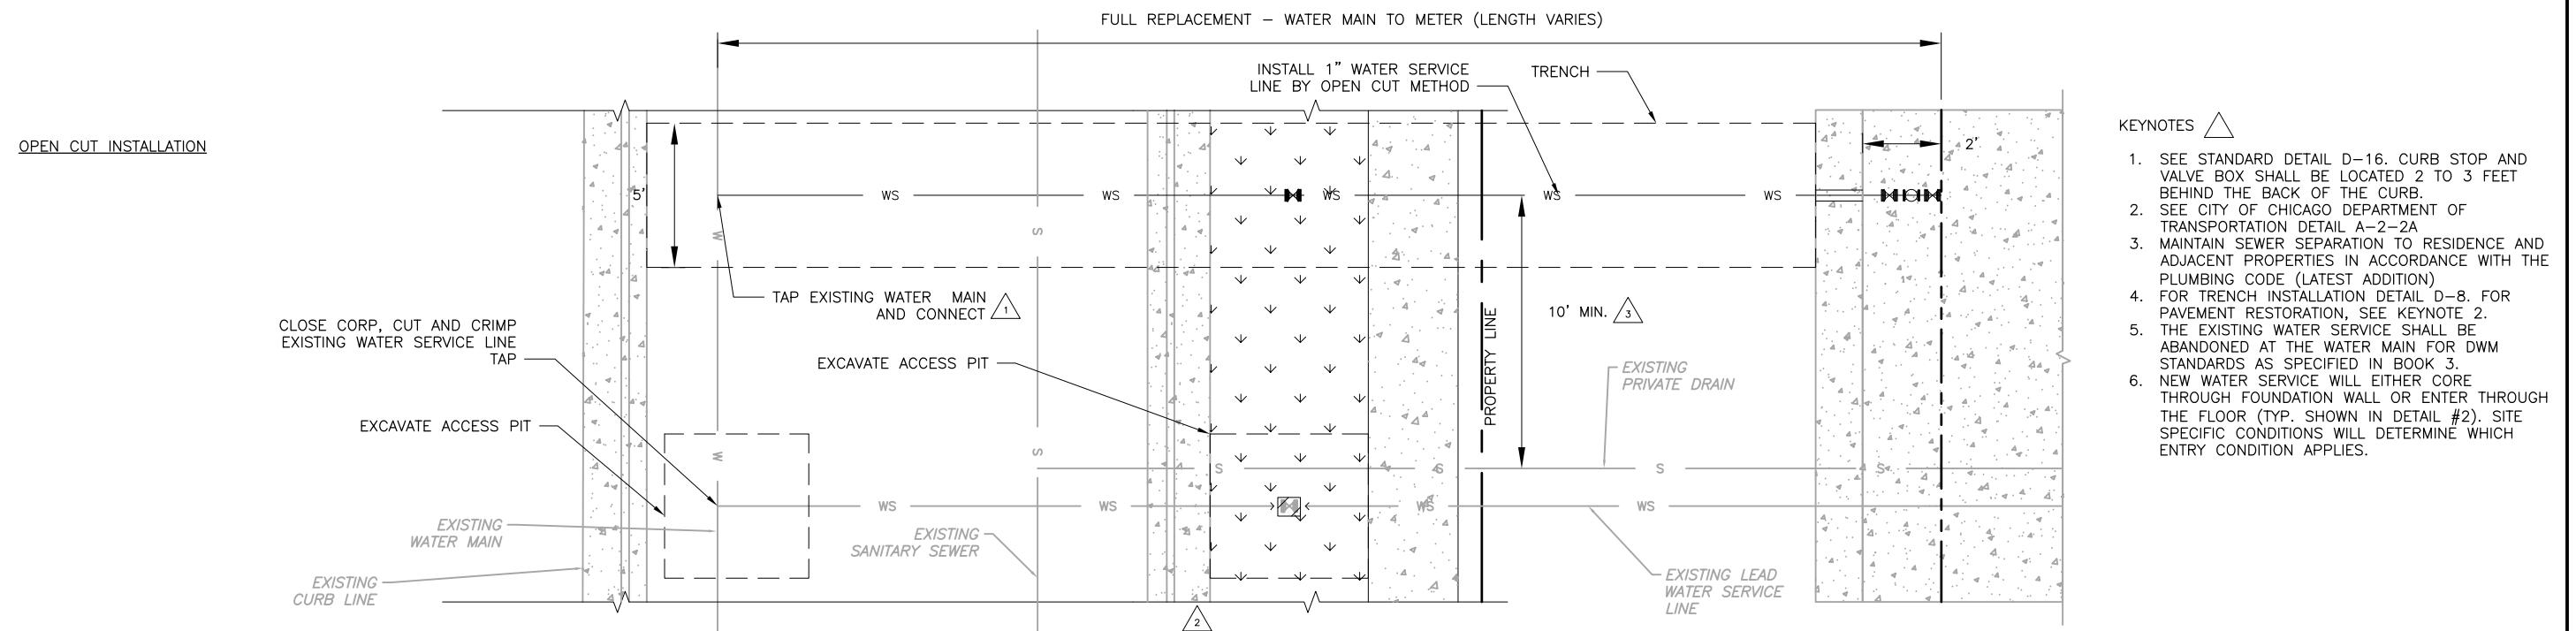 FULL REPLACEMENT – WATER MAIN TO METER (LENGTH VARIES)
INSTALL 1" WATER SERVICE
LINE BY OPEN CUT METHOD
TRENCH
OPEN CUT INSTALLATION
2'
5'
WS WS WS WS WS
W
S
TAP EXISTING WATER MAIN
AND CONNECT
1
CLOSE CORP, CUT AND CRIMP
EXISTING WATER SERVICE LINE
TAP
EXCAVATE ACCESS PIT
PROPERTY LINE
10' MIN.
3
EXISTING
PRIVATE DRAIN
EXCAVATE ACCESS PIT
W
S
S S S S
WS WS WS WS
EXISTING
WATER MAIN
EXISTING
SANITARY SEWER
EXISTING
CURB LINE
EXISTING LEAD
WATER SERVICE
LINE
2
KEYNOTES
1. SEE STANDARD DETAIL D-16. CURB STOP AND
VALVE BOX SHALL BE LOCATED 2 TO 3 FEET
BEHIND THE BACK OF THE CURB.
2. SEE CITY OF CHICAGO DEPARTMENT OF
TRANSPORTATION DETAIL A-2-2A
3. MAINTAIN SEWER SEPARATION TO RESIDENCE AND
ADJACENT PROPERTIES IN ACCORDANCE WITH THE
PLUMBING CODE (LATEST ADDITION)
4. FOR TRENCH INSTALLATION DETAIL D-8. FOR
PAVEMENT RESTORATION, SEE KEYNOTE 2.
5. THE EXISTING WATER SERVICE SHALL BE
ABANDONED AT THE WATER MAIN FOR DWM
STANDARDS AS SPECIFIED IN BOOK 3.
6. NEW WATER SERVICE WILL EITHER CORE
THROUGH FOUNDATION WALL OR ENTER THROUGH
THE FLOOR (TYP. SHOWN IN DETAIL #2). SITE
SPECIFIC CONDITIONS WILL DETERMINE WHICH
ENTRY CONDITION APPLIES.